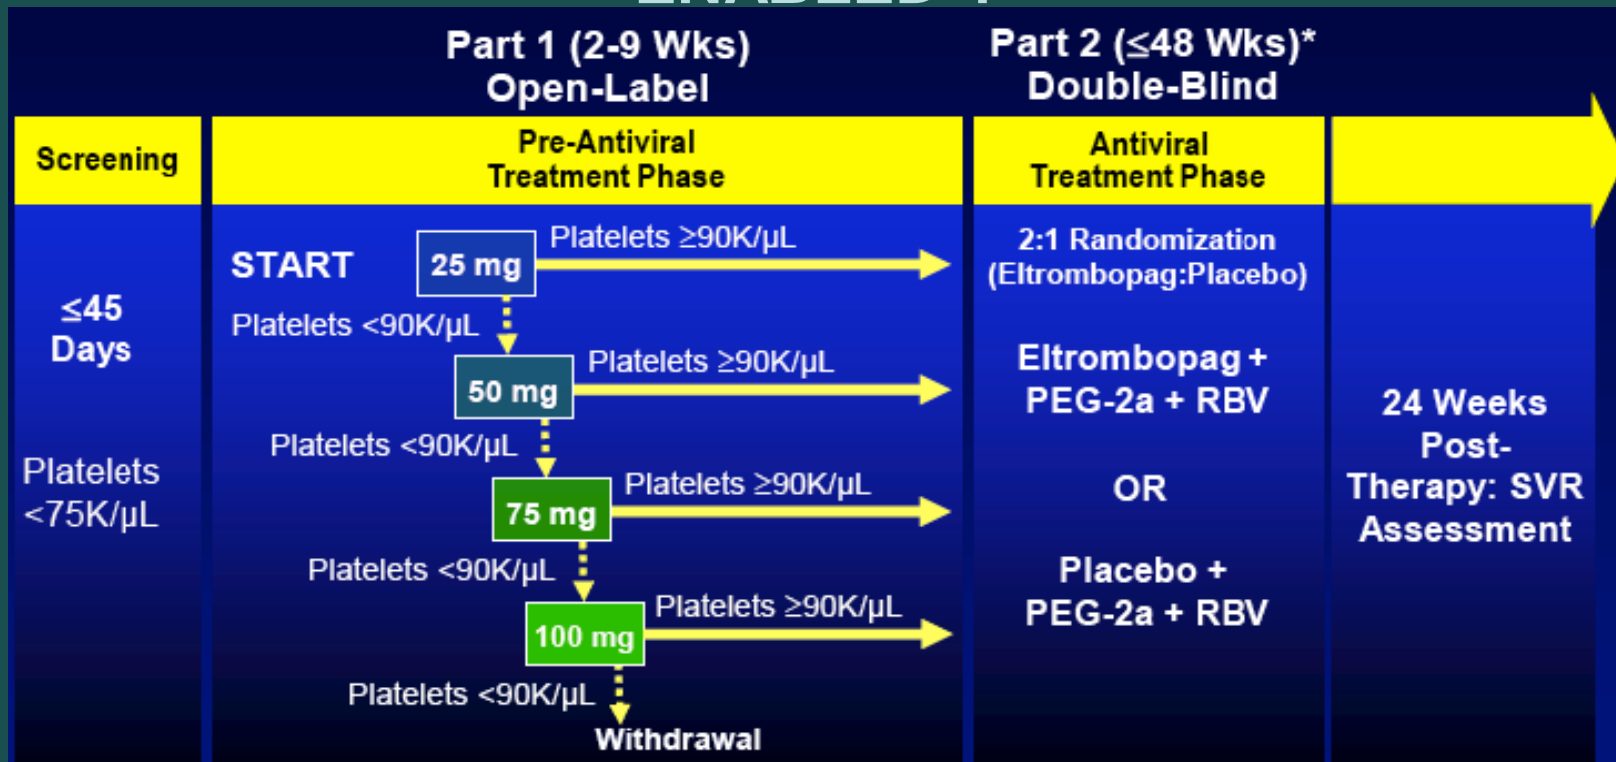 Part 1 (2-9 Wks)
Open-Label
Part 2 (≤48 Wks)*
Double-Blind
Screening
Pre-Antiviral
Treatment Phase
Antiviral
Treatment Phase
≤45
Days
Platelets
<75K/µL
START
25 mg
Platelets ≥90K/µL
Platelets <90K/µL
50 mg
Platelets ≥90K/µL
Platelets <90K/µL
75 mg
Platelets ≥90K/µL
Platelets <90K/µL
100 mg
Platelets ≥90K/µL
Platelets <90K/µL
Withdrawal
2:1 Randomization
(Eltrombopag:Placebo)
Eltrombopag +
PEG-2a + RBV
OR
Placebo +
PEG-2a + RBV
24 Weeks
Post-
Therapy: SVR
Assessment